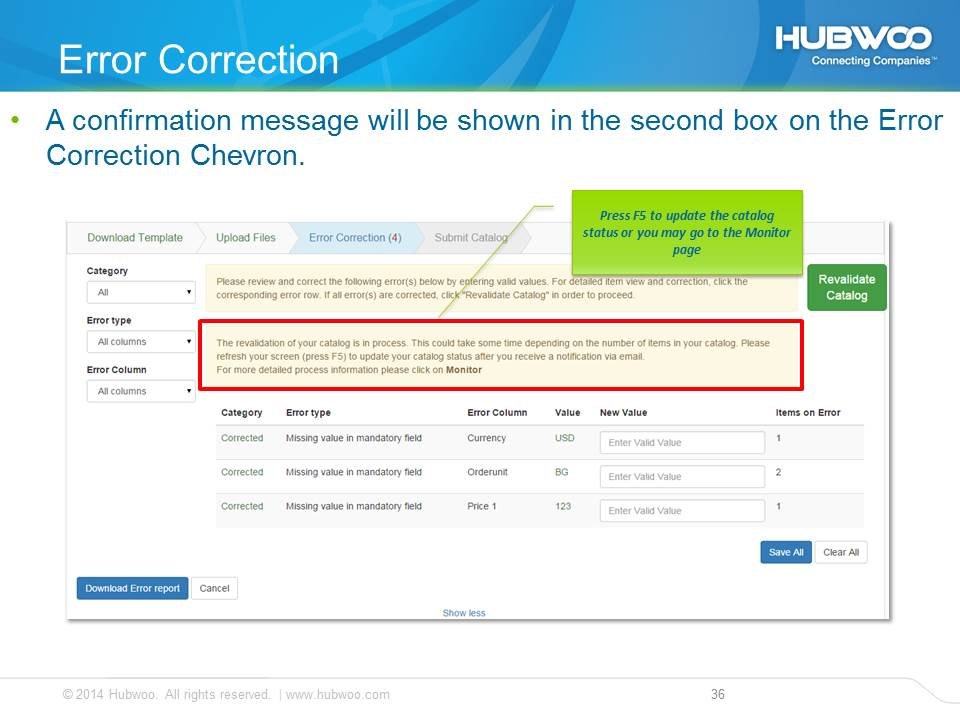 Error Correction
HUBWOO
Connecting Companies™
• A confirmation message will be shown in the second box on the Error
Correction Chevron.
Press F5 to update the catalog
status or you may go to the Monitor
page
Download Template Upload Files Error Correction (4) Submit Catalog
Category
All
Error type
All columns
Error Column
All columns
Please review and correct the following error(s) below by entering valid values. For detailed item view and correction, click the
corresponding error row. If all error(s) are corrected, click "Revalidate Catalog" in order to proceed.
Revalidate
Catalog
The revalidation of your catalog is in process. This could take some time depending on the number of items in your catalog. Please
refresh your screen (press F5) to update your catalog status after you receive a notification via email.
For more detailed process information please click on Monitor
Category Error type Error Column Value New Value Items on Error
Corrected Missing value in mandatory field Currency USD Enter Valid Value 1
Corrected Missing value in mandatory field Orderunit BG Enter Valid Value 2
Corrected Missing value in mandatory field Price 1 123 Enter Valid Value 1
Save All Clear All
Download Error report Cancel
Show less
© 2014 Hubwoo. All rights reserved. | www.hubwoo.com 36